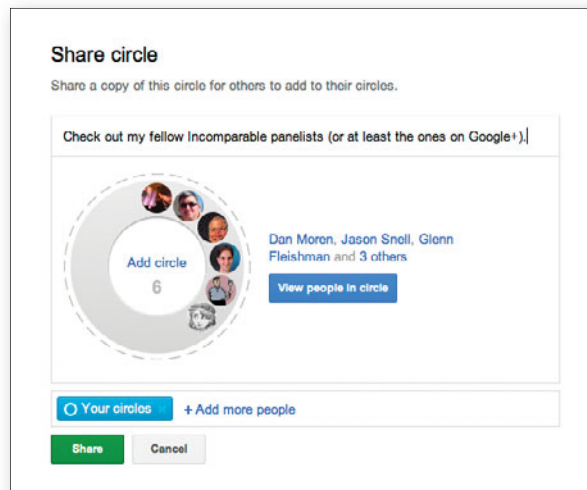 Share circle
Share a copy of this circle for others to add to their circles.
Check out my fellow Incomparable panelists (or at least the ones on Google+).
Dan Moren, Jason Snell, Glenn
Fleishman and 3 others
Add circle
6
View people in circle
Your circles
+ Add more people
Share
Cancel